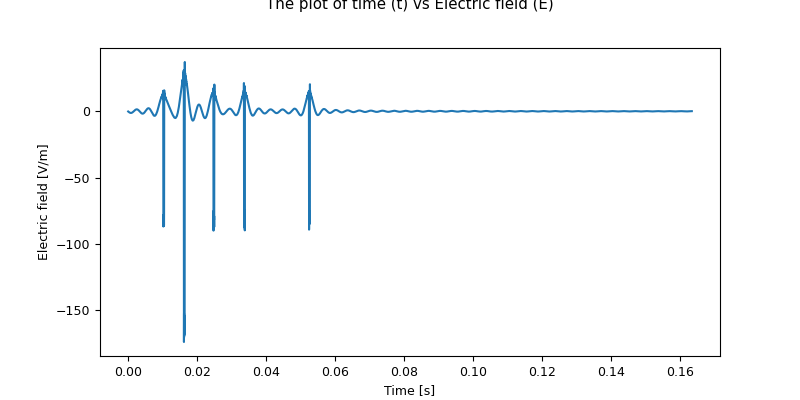 The plot of time (t) vs Electric field (E)
Electric field [V/m]
0
−50
−100
−150
0.00 0.02 0.04 0.06 0.08 0.10 0.12 0.14 0.16
Time [s]